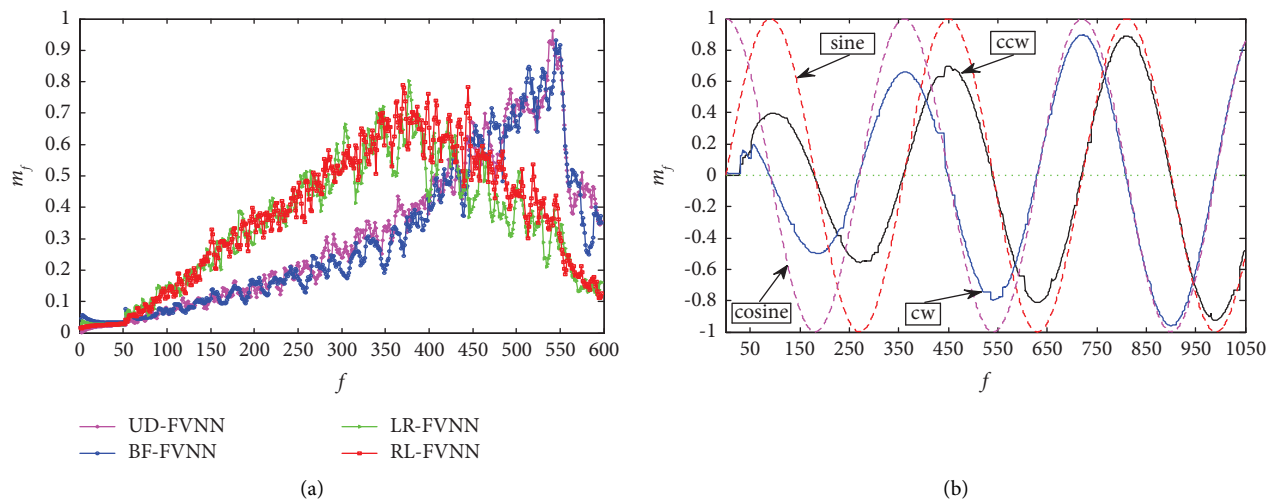 1
0.9
0.8
0.7
0.6
0.5
0.4
0.3
0.2
0.1
0
m_f
0 50 100 150 200 250 300 350 400 450 500 550 600
f
UD-FVNN
BF-FVNN
LR-FVNN
RL-FVNN
(a)
1
0.8
0.6
0.4
0.2
0
-0.2
-0.4
-0.6
-0.8
-1
m_f
sine
ccw
cosine
cw
50 150 250 350 450 550 650 750 850 950 1050
f
(b)